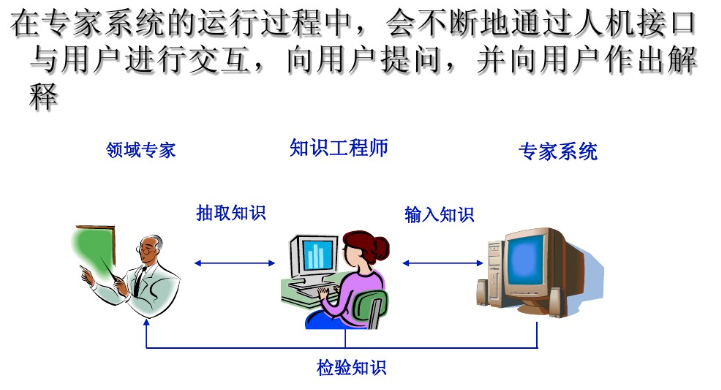 在专家系统的运行过程中，会不断地通过人机接口
与用户进行交互，向用户提问，并向用户作出解
释
领域专家
知识工程师
专家系统
抽取知识
输入知识
检验知识